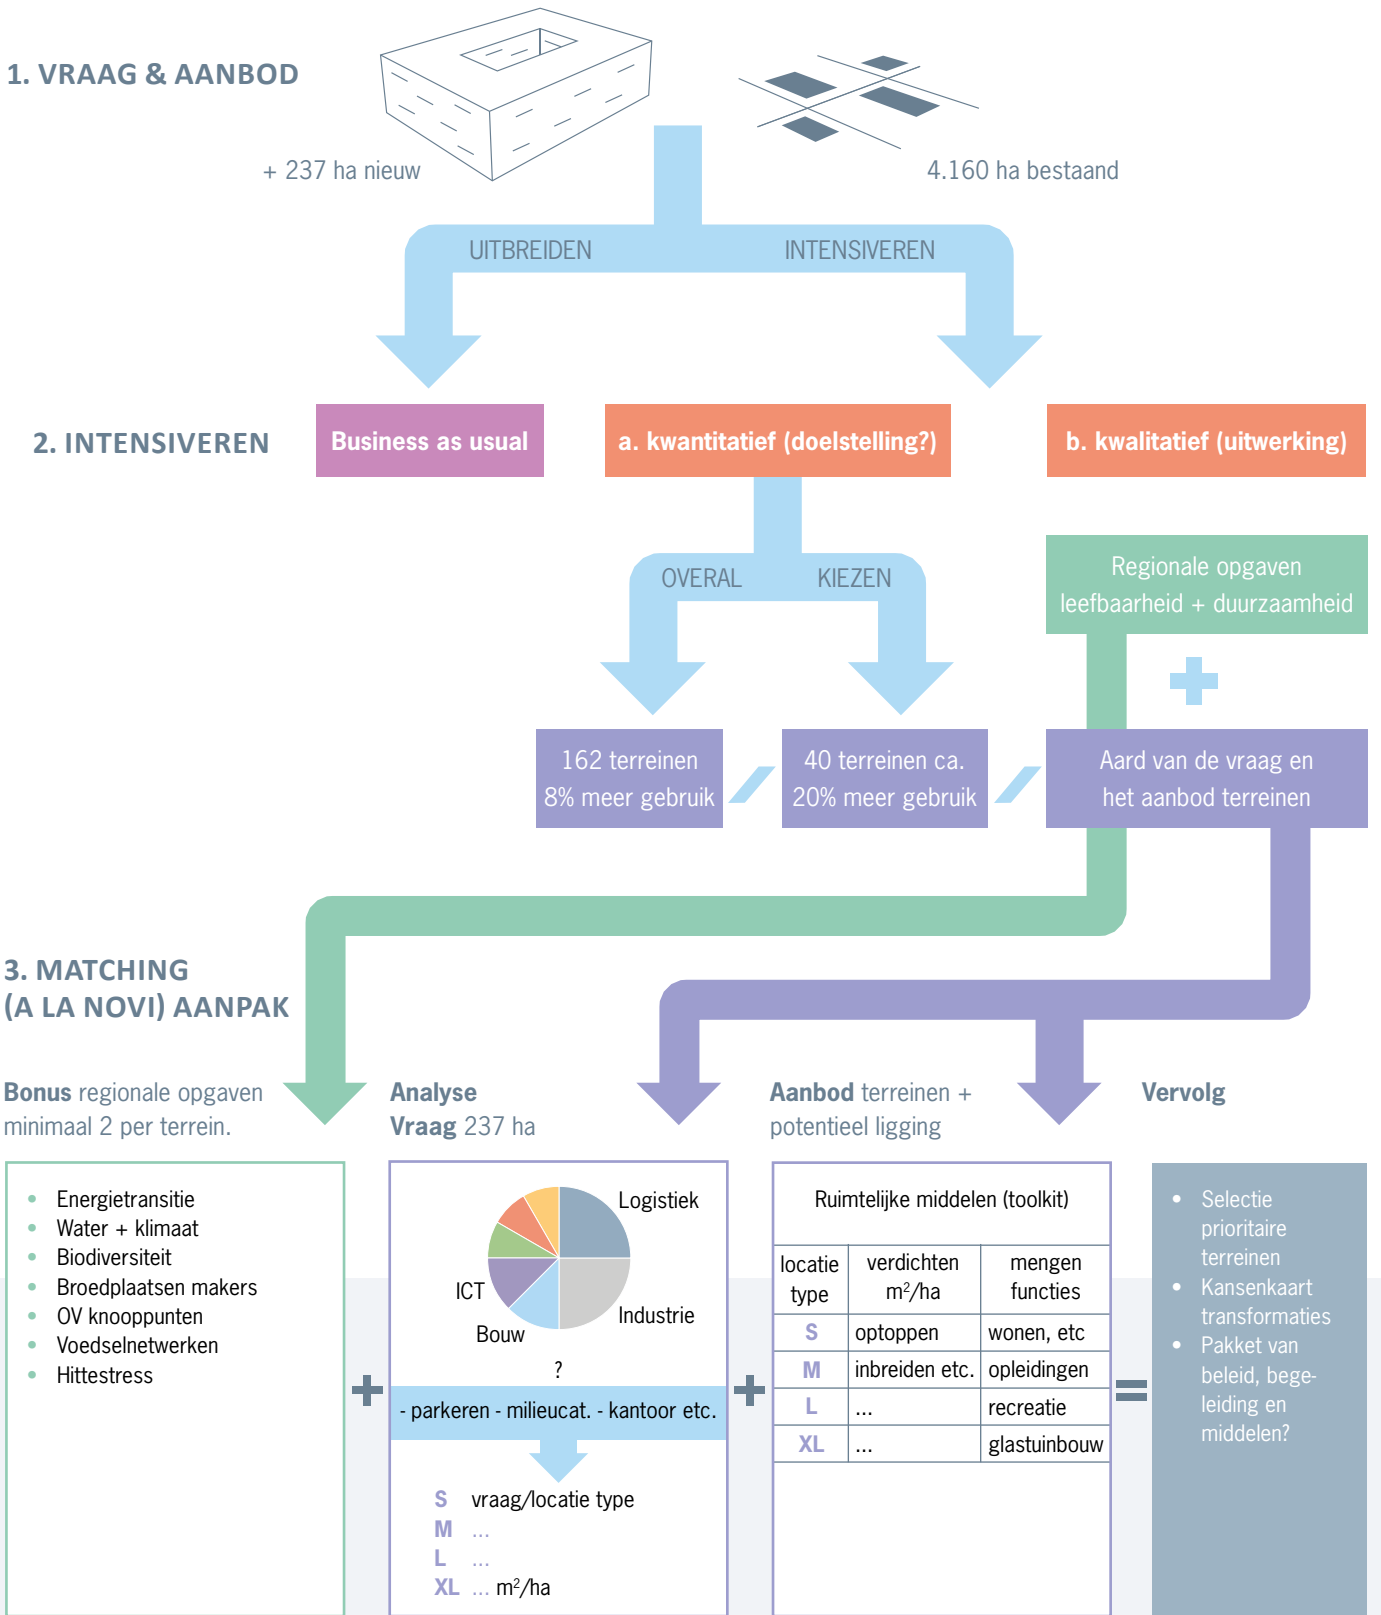 1. VRAAG & AANBOD
+ 237 ha nieuw
4.160 ha bestaand
UITBREIDEN
INTENSIVEREN
2. INTENSIVEREN
Business as usual
a. kwantitatief (doelstelling?)
b. kwalitatief (uitwerking)
OVERAL
KIEZEN
Regionale opgaven
leefbaarheid + duurzaamheid
162 terreinen
8% meer gebruik
40 terreinen ca.
20% meer gebruik
Aard van de vraag en
het aanbod terreinen
3. MATCHING
(A LA NOVI) AANPAK
Bonus regionale opgaven
minimaal 2 per terrein.
• Energietransitie
• Water + klimaat
• Biodiversiteit
• Broedplaatsen makers
• OV knooppunten
• Voedselnetwerken
• Hittestress
Analyse
Vraag 237 ha
Logistiek
Industrie
Bouw
ICT
?
- parkeren - milieucat. - kantoor etc.
S vraag/locatie type
M ...
L ...
XL ... m²/ha
Aanbod terreinen +
potentieel ligging
Ruimtelijke middelen (toolkit)
locatie
type
verdichten
m²/ha
mengen
functies
S optoppen wonen, etc
M inbreiden etc. opleidingen
L ... recreatie
XL ... glastuinbouw
Vervolg
• Selectie
prioritaire
terreinen
• Kansenkaart
transformaties
• Pakket van
beleid, bege-
leiding en
middelen?